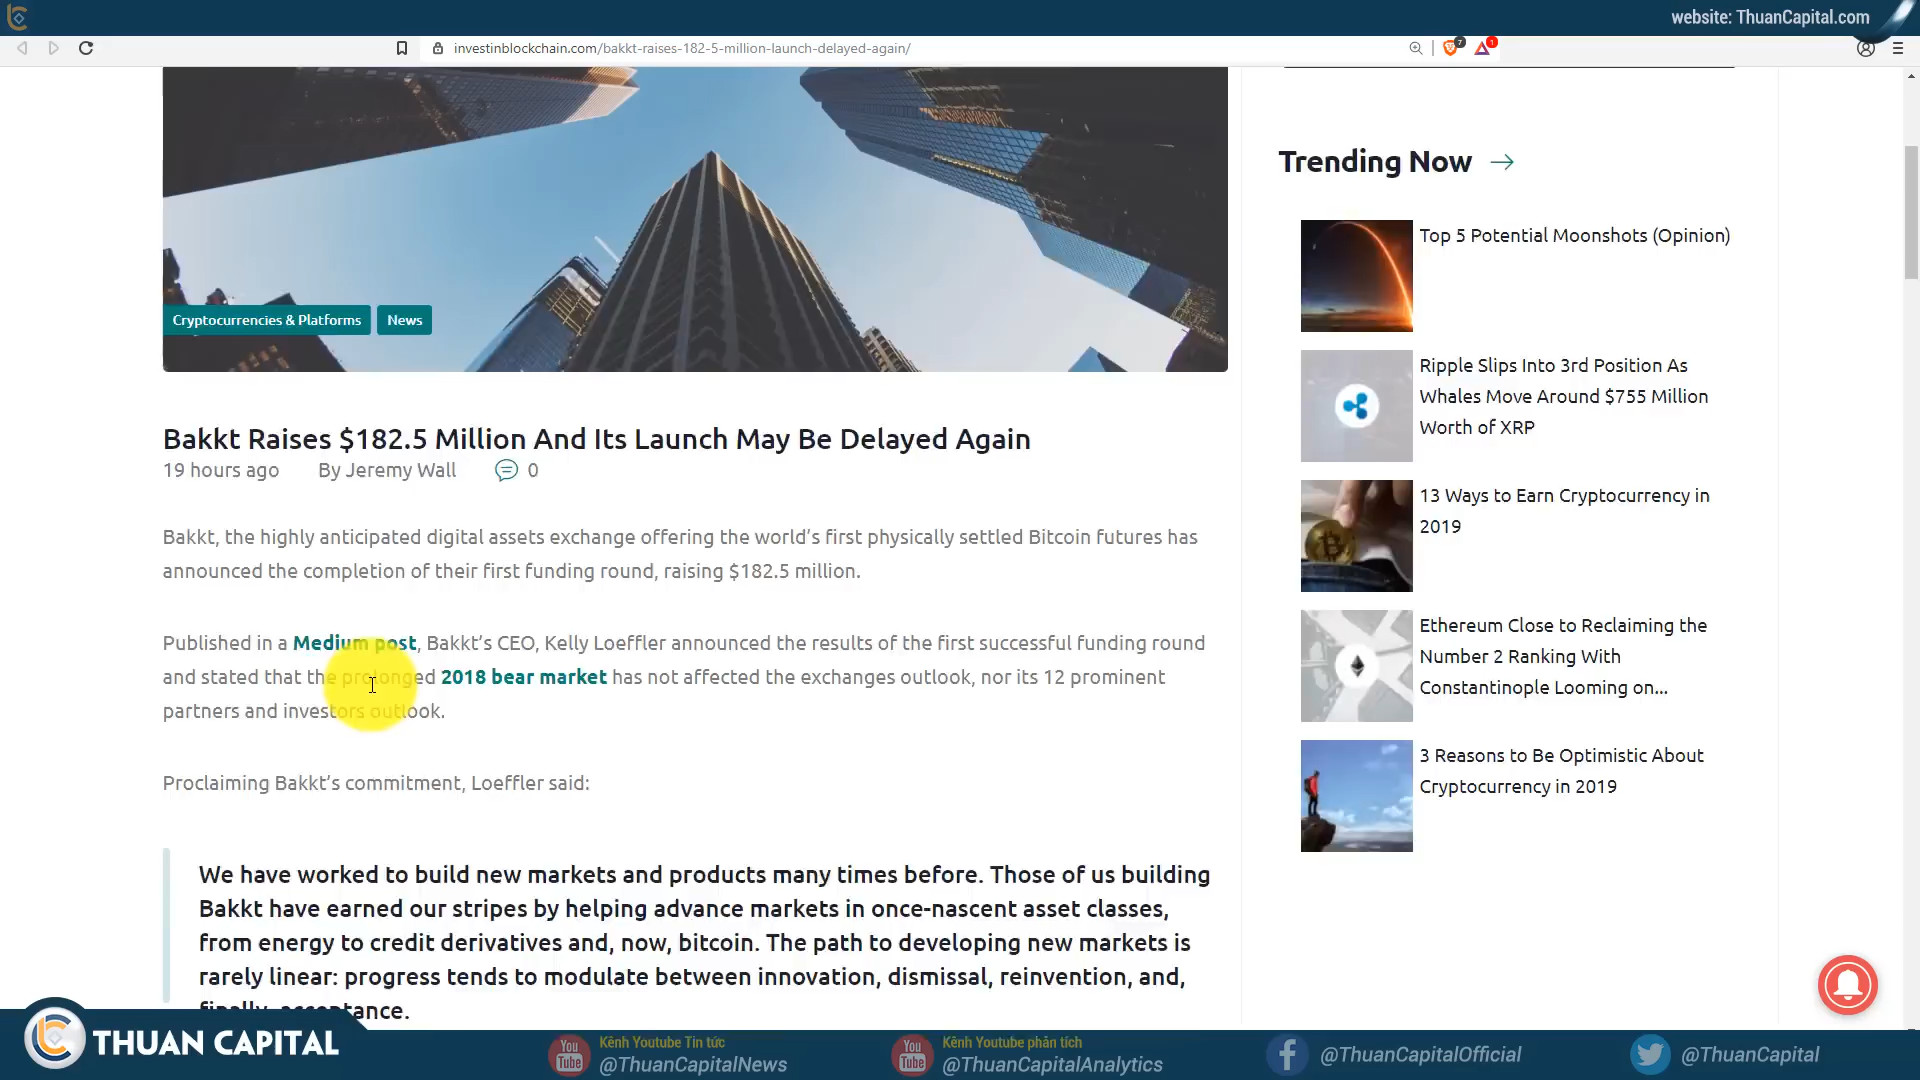 website: ThuanCapital.com
investinblockchain.com/bakkt-raises-182-5-million-launch-delayed-again/
7
1
Cryptocurrencies & Platforms
News
Bakkt Raises $182.5 Million And Its Launch May Be Delayed Again
19 hours ago By Jeremy Wall 0
Bakkt, the highly anticipated digital assets exchange offering the world's first physically settled Bitcoin futures has
announced the completion of their first funding round, raising $182.5 million.
Published in a Medium post, Bakkt's CEO, Kelly Loeffler announced the results of the first successful funding round
and stated that the prolonged 2018 bear market has not affected the exchanges outlook, nor its 12 prominent
partners and investors outlook.
Proclaiming Bakkt's commitment, Loeffler said:
We have worked to build new markets and products many times before. Those of us building
Bakkt have earned our stripes by helping advance markets in once-nascent asset classes,
from energy to credit derivatives and, now, bitcoin. The path to developing new markets is
rarely linear: progress tends to modulate between innovation, dismissal, reinvention, and,
finally, acceptance.
Trending Now
Top 5 Potential Moonshots (Opinion)
Ripple Slips Into 3rd Position As
Whales Move Around $755 Million
Worth of XRP
13 Ways to Earn Cryptocurrency in
2019
Ethereum Close to Reclaiming the
Number 2 Ranking With
Constantinople Looming on...
3 Reasons to Be Optimistic About
Cryptocurrency in 2019
THUAN CAPITAL
You
Tube
Kênh Youtube Tin tức
@ThuanCapitalNews
You
Tube
Kênh Youtube phân tích
@ThuanCapitalAnalytics
@ThuanCapitalOfficial
@ThuanCapital